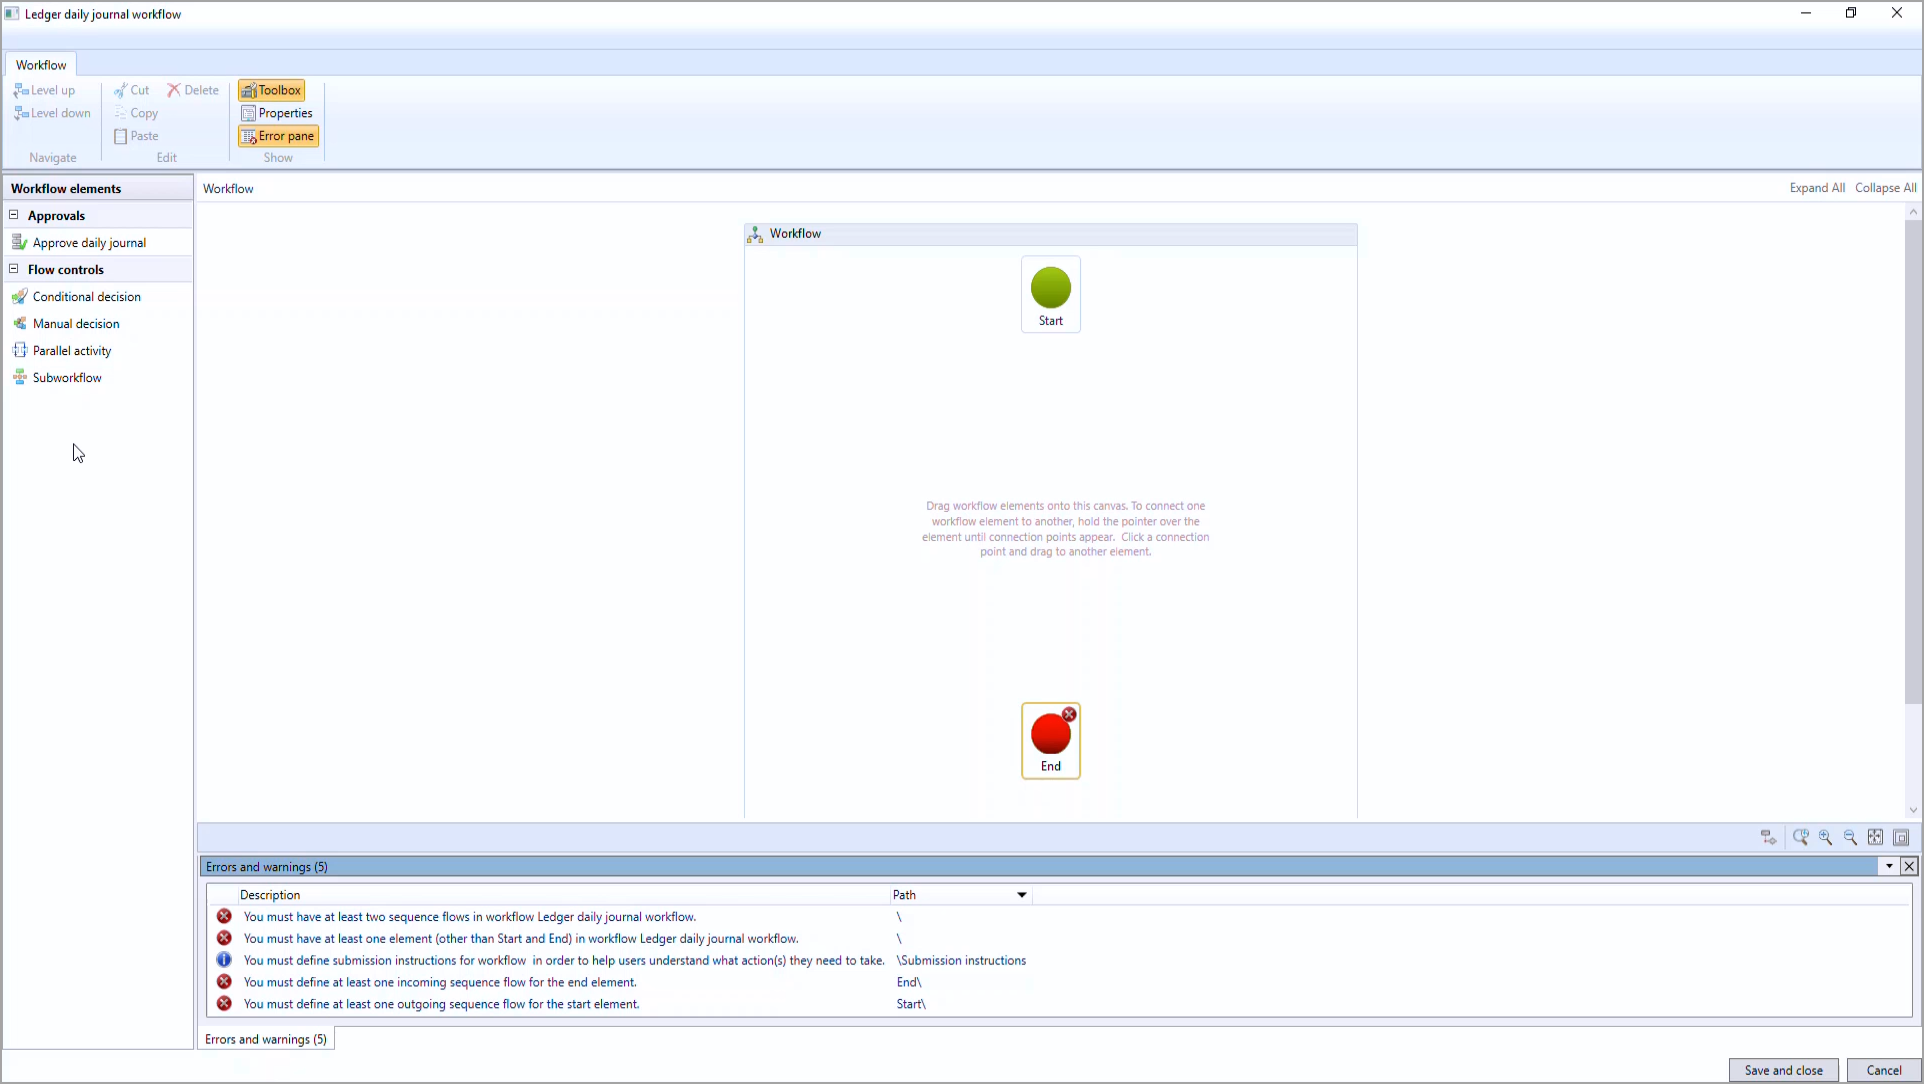 Ledger daily journal workflow
Workflow
Level up
Level down
Navigate
Cut
Delete
Copy
Paste
Edit
Toolbox
Properties
Error pane
Show
Workflow elements
Approvals
Approve daily journal
Flow controls
Conditional decision
Manual decision
Parallel activity
Subworkflow
Workflow
Expand All Collapse All
Workflow
Start
Drag workflow elements onto this canvas. To connect one
workflow element to another, hold the pointer over the
element until connection points appear. Click a connection
point and drag to another element.
End
Errors and warnings (5)
Description Path
You must have at least two sequence flows in workflow Ledger daily journal workflow. \
You must have at least one element (other than Start and End) in workflow Ledger daily journal workflow. \
You must define submission instructions for workflow in order to help users understand what action(s) they need to take. \Submission instructions
You must define at least one incoming sequence flow for the end element. End\
You must define at least one outgoing sequence flow for the start element. Start\
Errors and warnings (5)
Save and close
Cancel